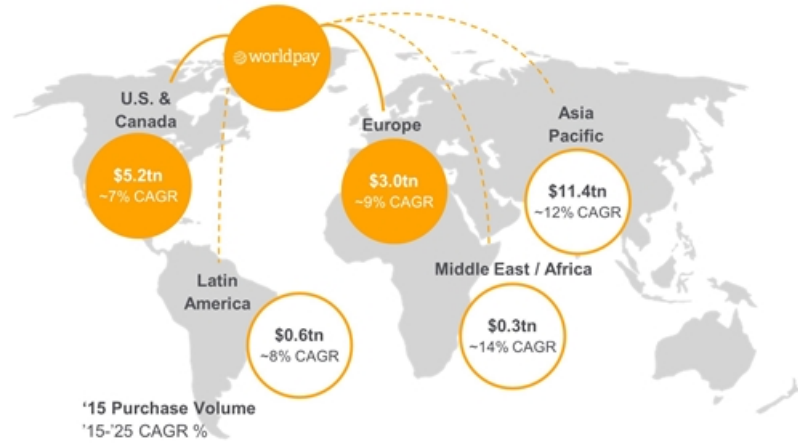 worldpay
U.S. &
Canada
$5.2tn
~7% CAGR
Europe
$3.0tn
~9% CAGR
Asia
Pacific
$11.4tn
~12% CAGR
Latin
America
$0.6tn
~8% CAGR
Middle East / Africa
$0.3tn
~14% CAGR
‘15 Purchase Volume
’15-’25 CAGR %